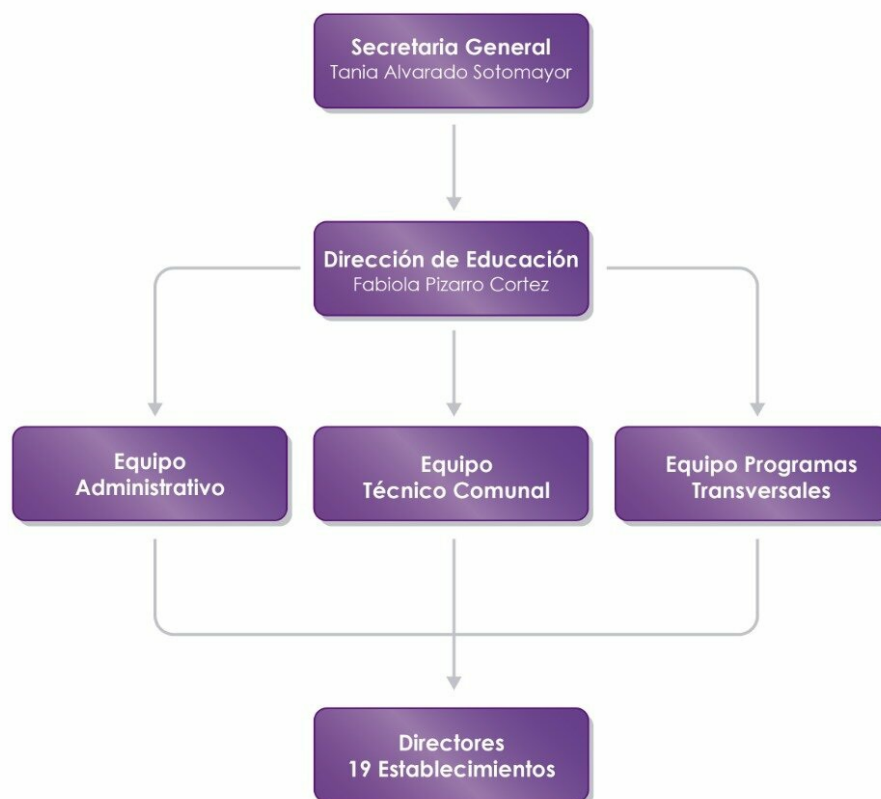 Secretaria General
Tania Alvarado Sotomayor
Dirección de Educación
Fabiola Pizarro Cortez
Equipo
Administrativo
Equipo
Técnico Comunal
Equipo Programas
Transversales
Directores
19 Establecimientos